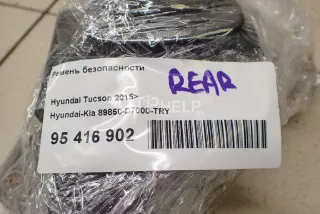 Ремень безопасности
REAR
Hyundai Tucson 2015>
Hyundai-Kia 89850-D7000-TRY
95 416 902